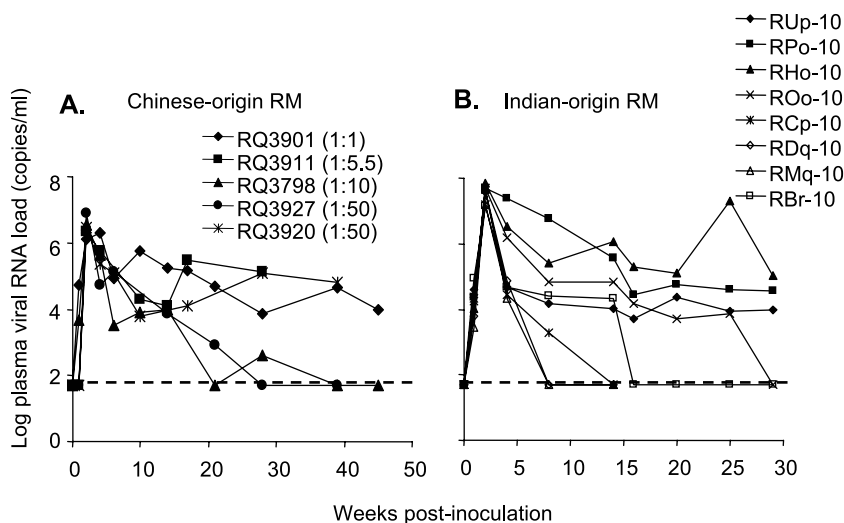 RUp-10
RPo-10
RHo-10
ROo-10
RCp-10
RDq-10
RMq-10
RBr-10
A. Chinese-origin RM
B. Indian-origin RM
RQ3901 (1:1)
RQ3911 (1:5.5)
RQ3798 (1:10)
RQ3927 (1:50)
RQ3920 (1:50)
Log plasma viral RNA load (copies/ml)
8
6
4
2
0
0 10 20 30 40 50
0 5 10 15 20 25 30
Weeks post-inoculation